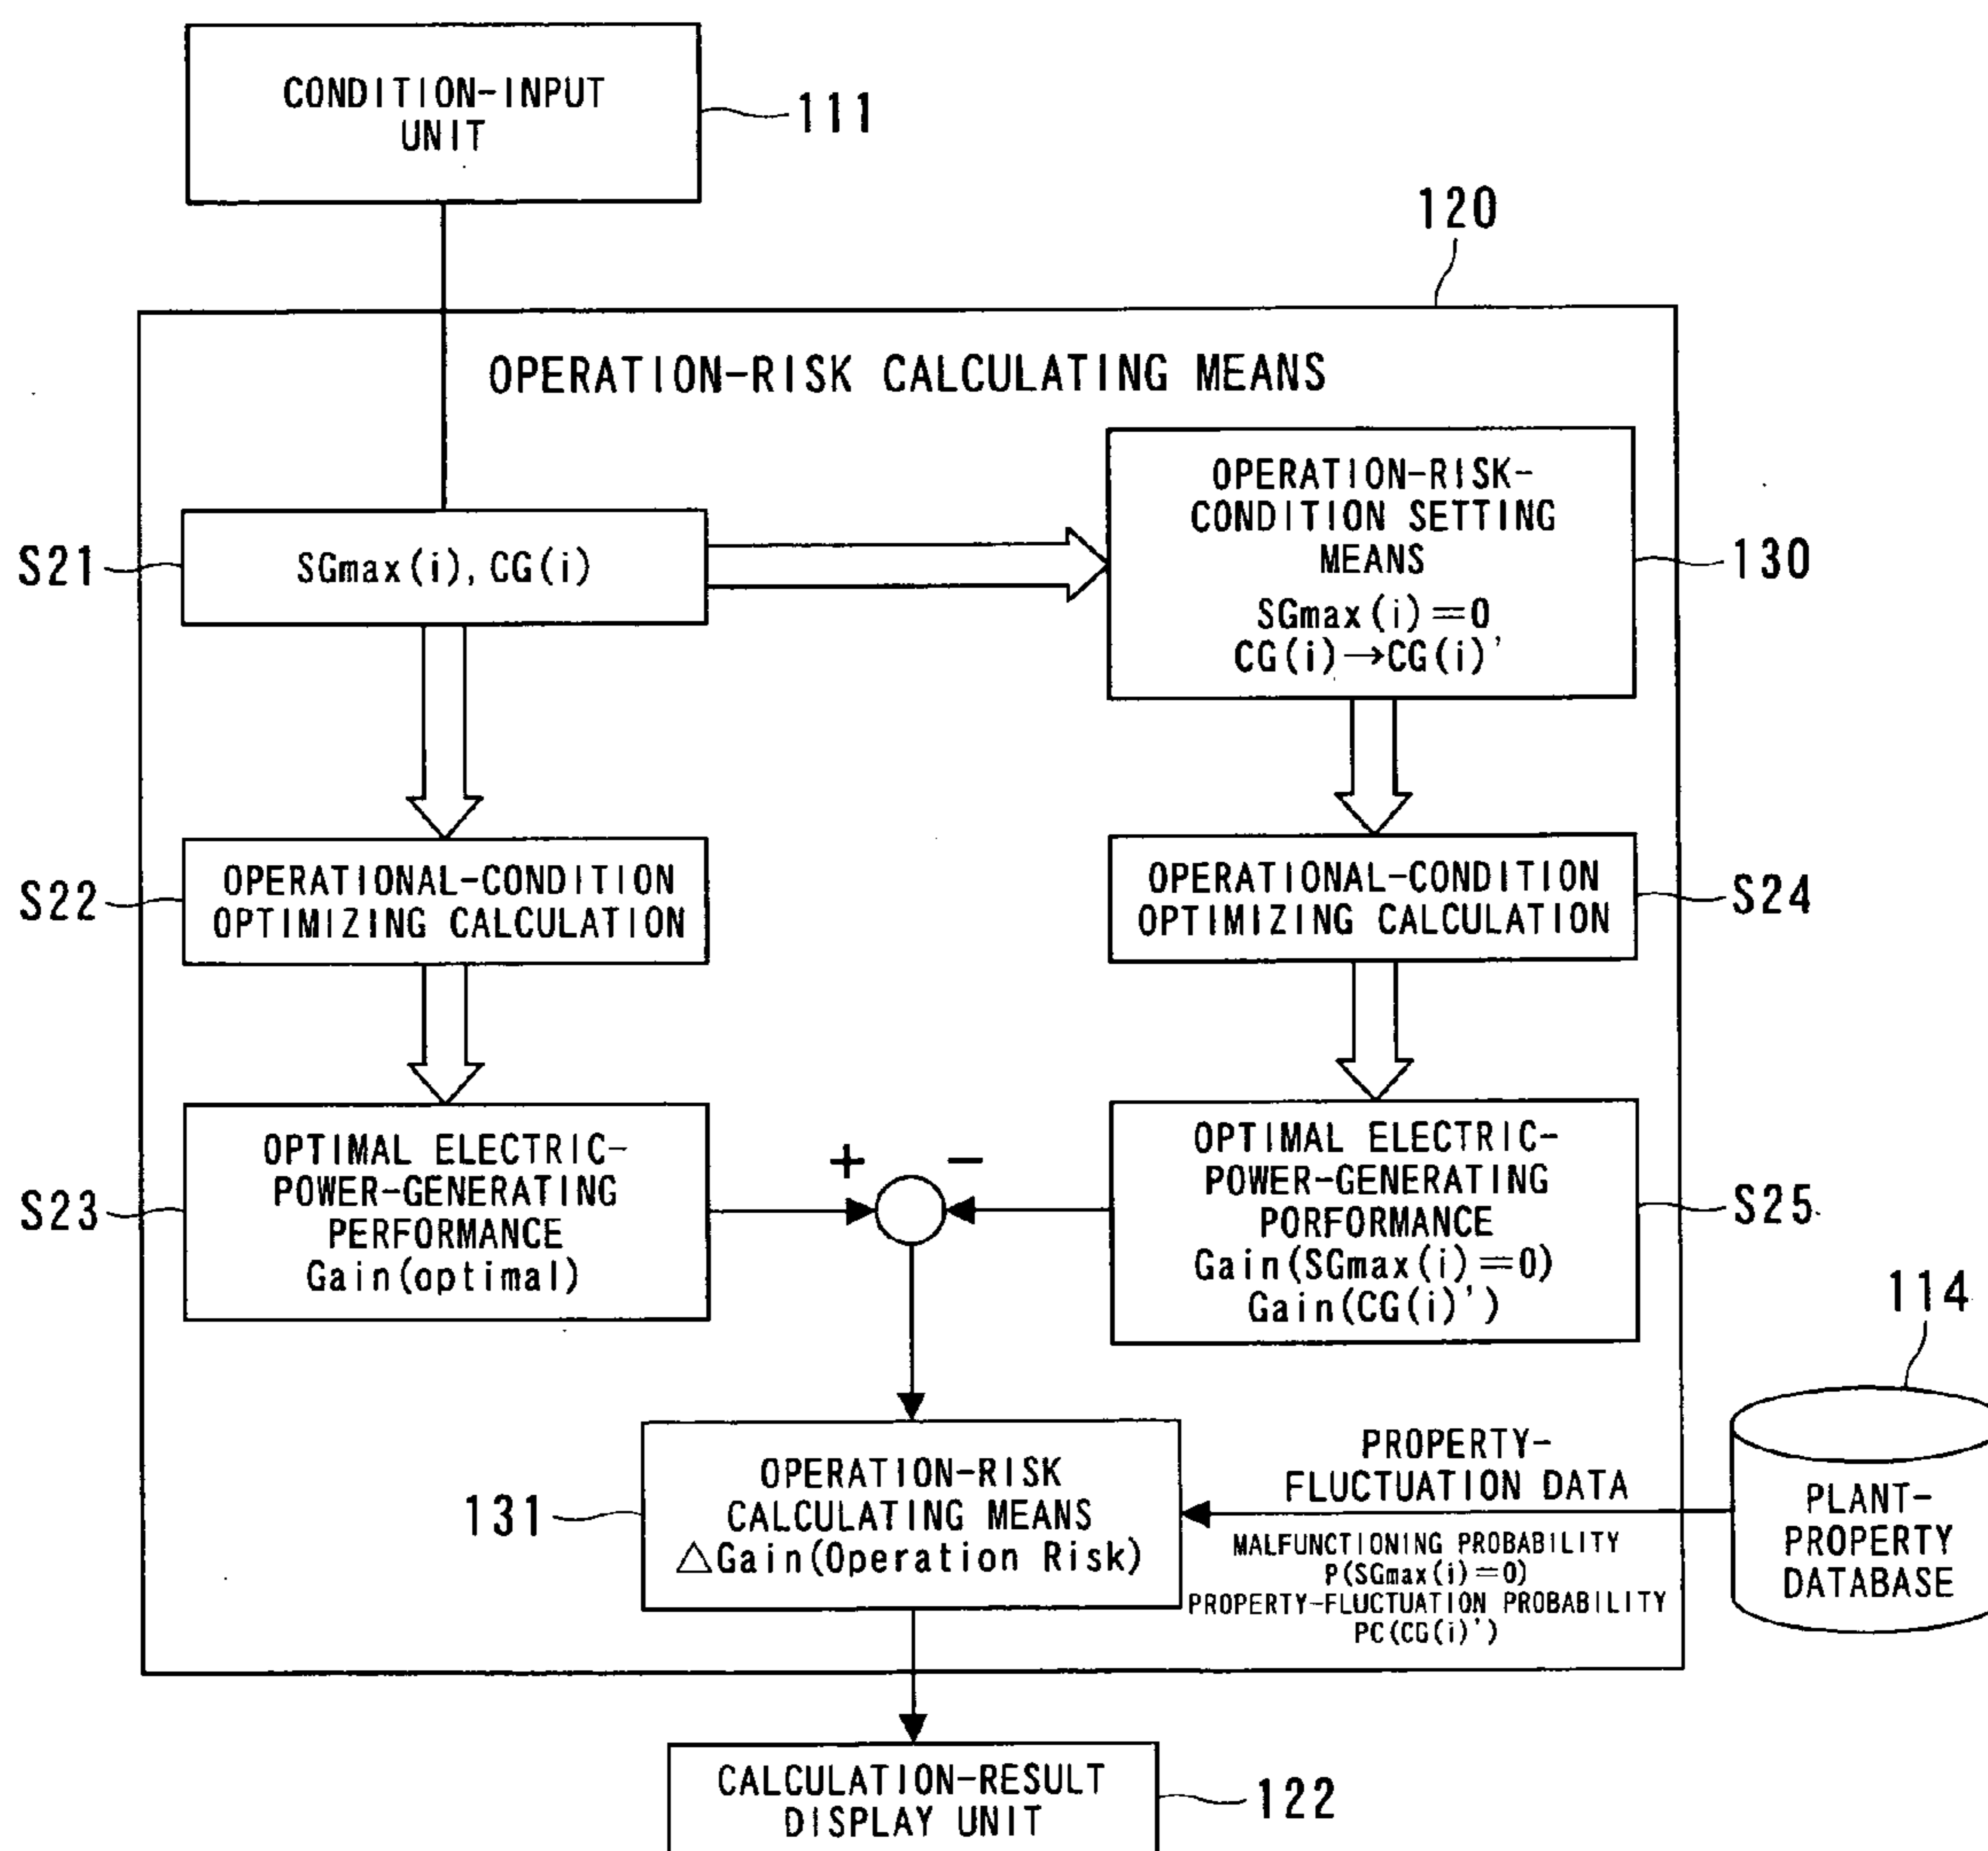 CONDITION-INPUT
UNIT
111
120
OPERATION-RISK CALCULATING MEANS
S21
SGmax(i), CG(i)
OPERATION-RISK-
CONDITION SETTING
MEANS
SGmax(i)=0
CG(i)→CG(i)'
130
S22
OPERATIONAL-CONDITION
OPTIMIZING CALCULATION
OPERATIONAL-CONDITION
OPTIMIZING CALCULATION
S24
S23
OPTIMAL ELECTRIC-
POWER-GENERATING
PERFORMANCE
Gain(optimal)
+
−
OPTIMAL ELECTRIC-
POWER-GENERATING
PORFORMANCE
Gain(SGmax(i)=0)
Gain(CG(i)')
S25
114
131
OPERATION-RISK
CALCULATING MEANS
△Gain(Operation Risk)
PROPERTY-
FLUCTUATION DATA
MALFUNCTIONING PROBABILITY
P(SGmax(i)=0)
PROPERTY-FLUCTUATION PROBABILITY
PC(CG(i)')
PLANT-
PROPERTY
DATABASE
CALCULATION-RESULT
DISPLAY UNIT
122